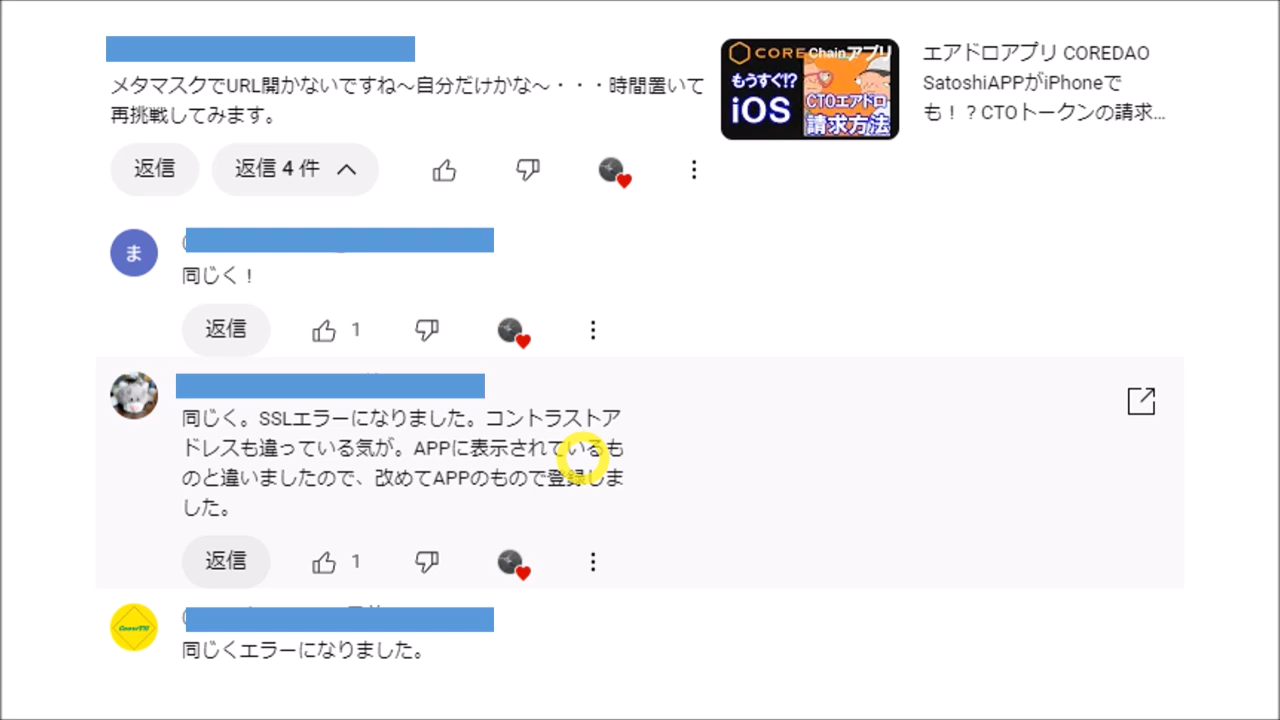 メタマスクでURL開かないですね～自分だけかな～・・・時間置いて
再挑戦してみます。
返信
返信 4 件
CORE Chainアプリ
もうすぐ!?
iOS
CTOエアドロ
請求方法
エアドロアプリ COREDAO
SatoshiAPPがiPhoneで
も！？CTOトークンの請求...
ま
同じく！
返信
1
同じく。SSLエラーになりました。コントラストア
ドレスも違っている気が。APPに表示されているも
のと違いましたので、改めてAPPのもので登録しま
した。
返信
1
同じくエラーになりました。